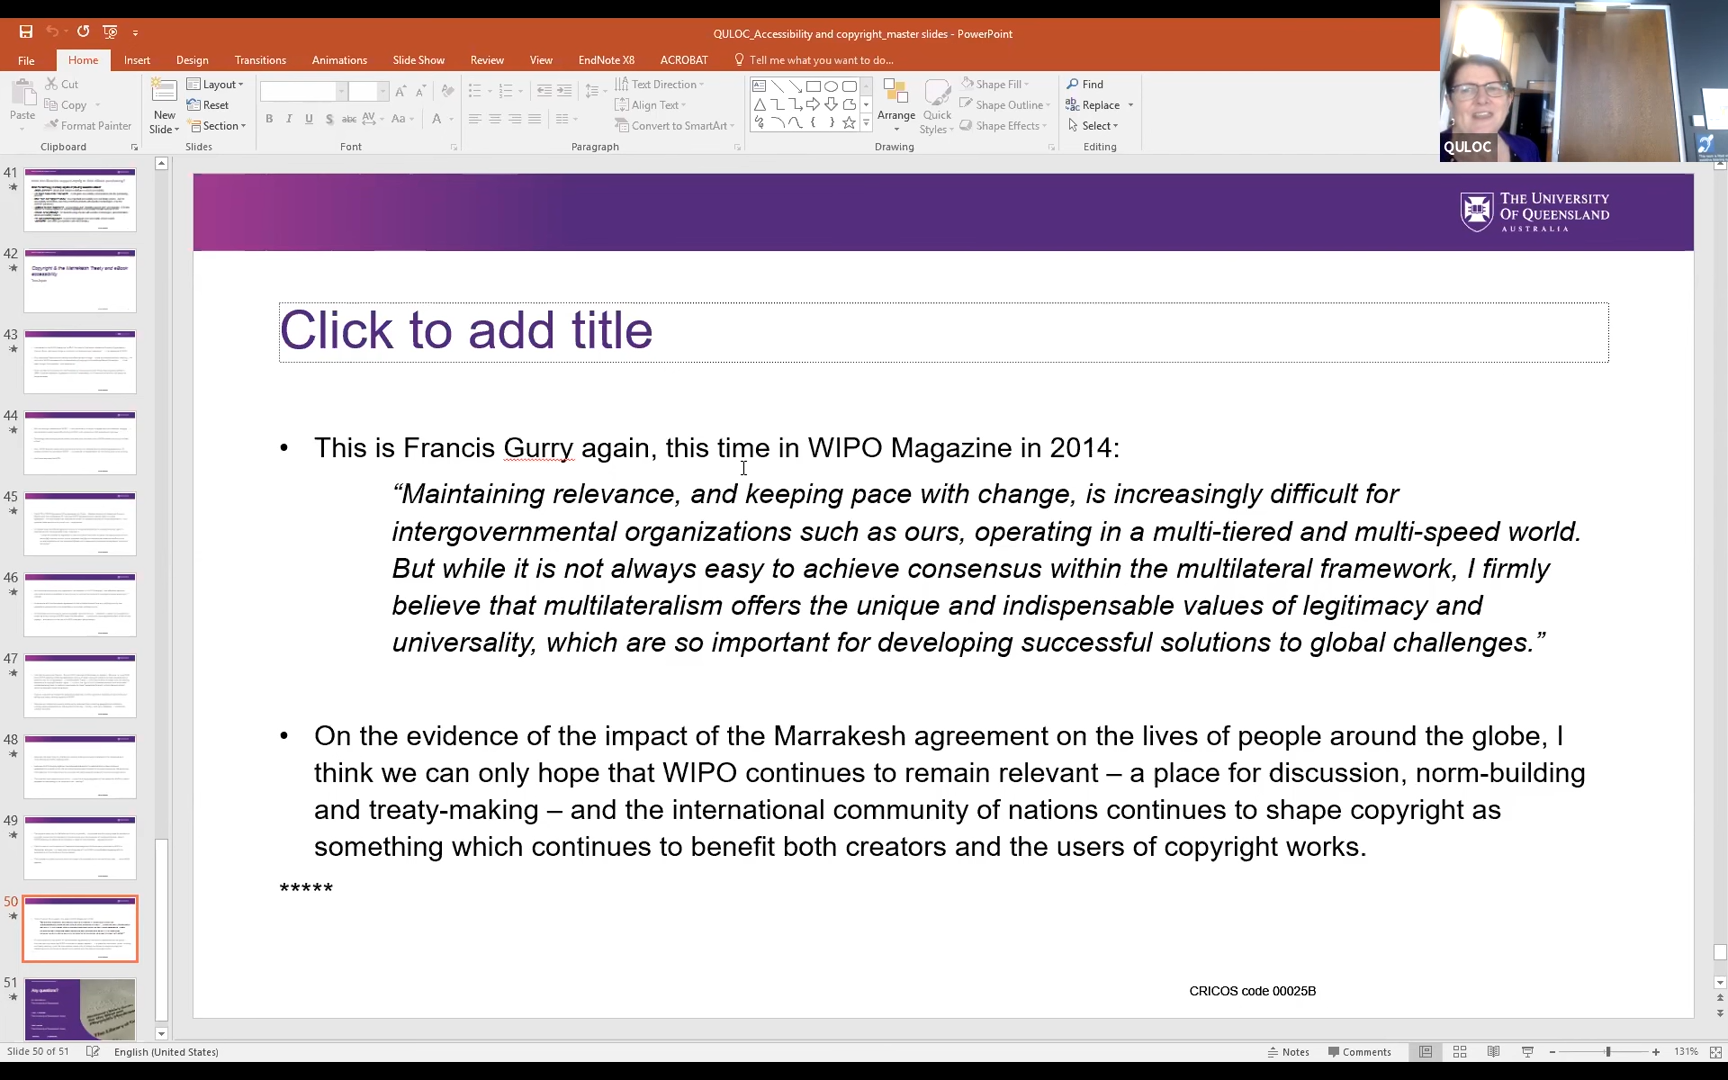 QULOC_Accessibility and copyright_master slides - PowerPoint
File Home Insert Design Transitions Animations Slide Show Review View EndNote X8 ACROBAT Tell me what you want to do...
Paste
Cut
Copy
Format Painter
Clipboard
New Slide
Layout
Reset
Section
Slides
B I U S abc AV Aa A
Font
Text Direction
Align Text
Convert to SmartArt
Paragraph
Arrange
Quick Styles
Shape Fill
Shape Outline
Shape Effects
Drawing
Find
Replace
Select
Editing
QULOC
41
42
Copyright & the Marrakesh Treaty and eBook accessibility
43
44
45
46
47
48
49
50
51
Any questions?
THE UNIVERSITY
OF QUEENSLAND
AUSTRALIA
Click to add title
• This is Francis Gurry again, this time in WIPO Magazine in 2014:
“Maintaining relevance, and keeping pace with change, is increasingly difficult for
intergovernmental organizations such as ours, operating in a multi-tiered and multi-speed world.
But while it is not always easy to achieve consensus within the multilateral framework, I firmly
believe that multilateralism offers the unique and indispensable values of legitimacy and
universality, which are so important for developing successful solutions to global challenges.”
• On the evidence of the impact of the Marrakesh agreement on the lives of people around the globe, I
think we can only hope that WIPO continues to remain relevant – a place for discussion, norm-building
and treaty-making – and the international community of nations continues to shape copyright as
something which continues to benefit both creators and the users of copyright works.
*****
CRICOS code 00025B
Slide 50 of 51 English (United States) Notes Comments 131%